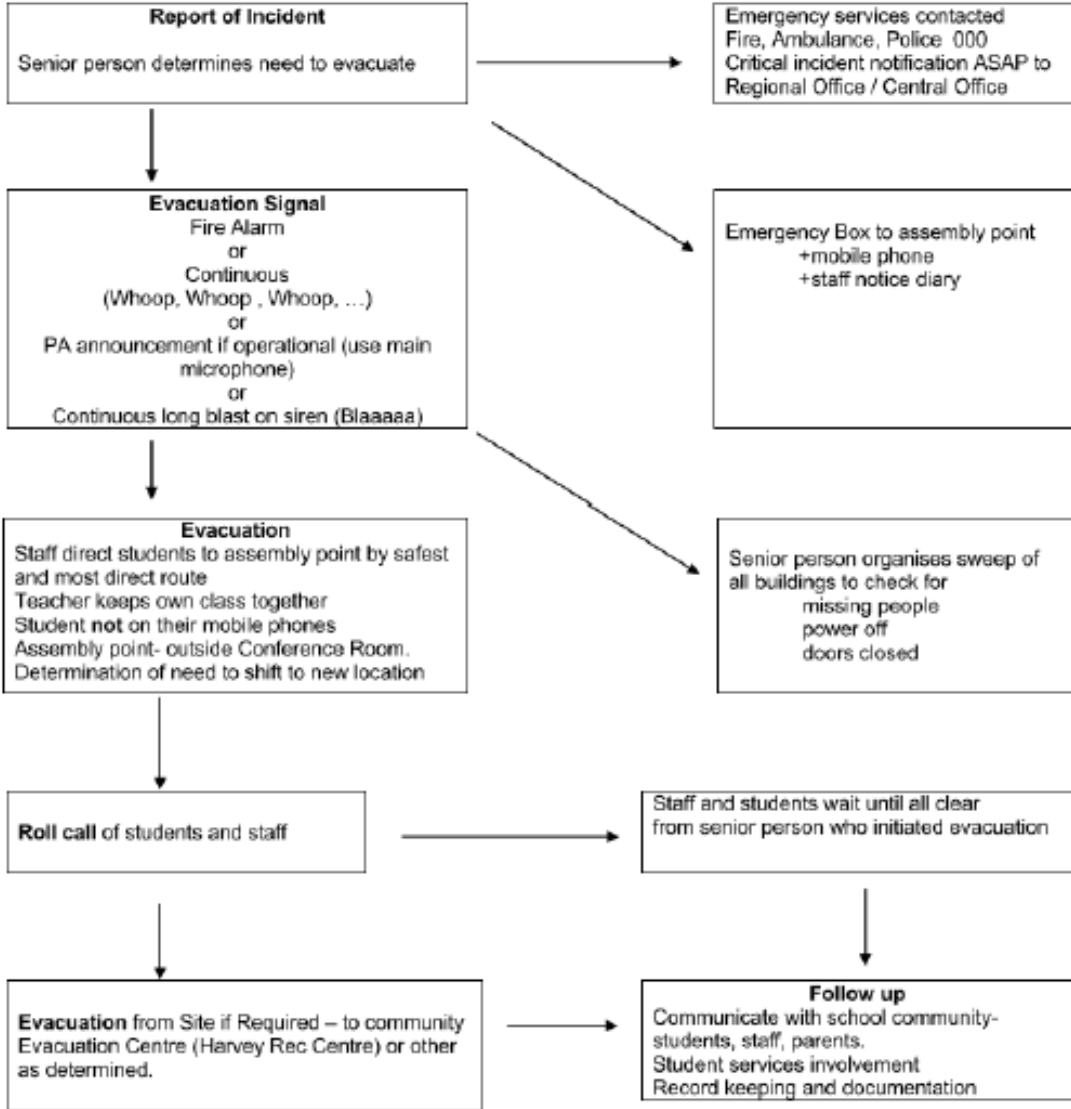 Report of Incident
Senior person determines need to evacuate
Emergency services contacted
Fire, Ambulance, Police 000
Critical incident notification ASAP to
Regional Office / Central Office
Evacuation Signal
Fire Alarm
or
Continuous
(Whoop, Whoop , Whoop, …)
or
PA announcement if operational (use main
microphone)
or
Continuous long blast on siren (Blaaaaa)
Emergency Box to assembly point
+mobile phone
+staff notice diary
Evacuation
Staff direct students to assembly point by safest
and most direct route
Teacher keeps own class together
Student not on their mobile phones
Assembly point- outside Conference Room.
Determination of need to shift to new location
Senior person organises sweep of
all buildings to check for
missing people
power off
doors closed
Roll call of students and staff
Staff and students wait until all clear
from senior person who initiated evacuation
Evacuation from Site if Required – to community
Evacuation Centre (Harvey Rec Centre) or other
as determined.
Follow up
Communicate with school community-
students, staff, parents.
Student services involvement
Record keeping and documentation